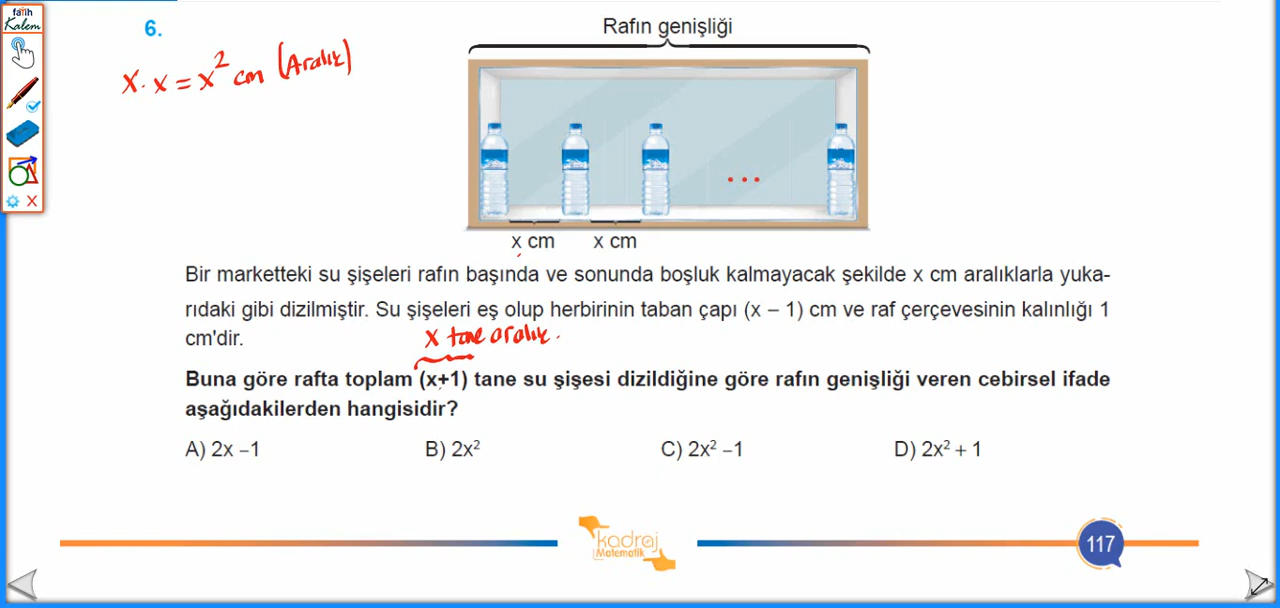 fatih
Kalem
6.
x . x = x² cm (Aralık)
Rafın genişliği
...
x cm x cm
Bir marketteki su şişeleri rafın başında ve sonunda boşluk kalmayacak şekilde x cm aralıklarla yuka-
rıdaki gibi dizilmiştir. Su şişeleri eş olup herbirinin taban çapı (x – 1) cm ve raf çerçevesinin kalınlığı 1
cm'dir.
x tane aralık.
Buna göre rafta toplam (x+1) tane su şişesi dizildiğine göre rafın genişliği veren cebirsel ifade
aşağıdakilerden hangisidir?
A) 2x –1 B) 2x² C) 2x² –1 D) 2x² + 1
kadraj
Matematik
117